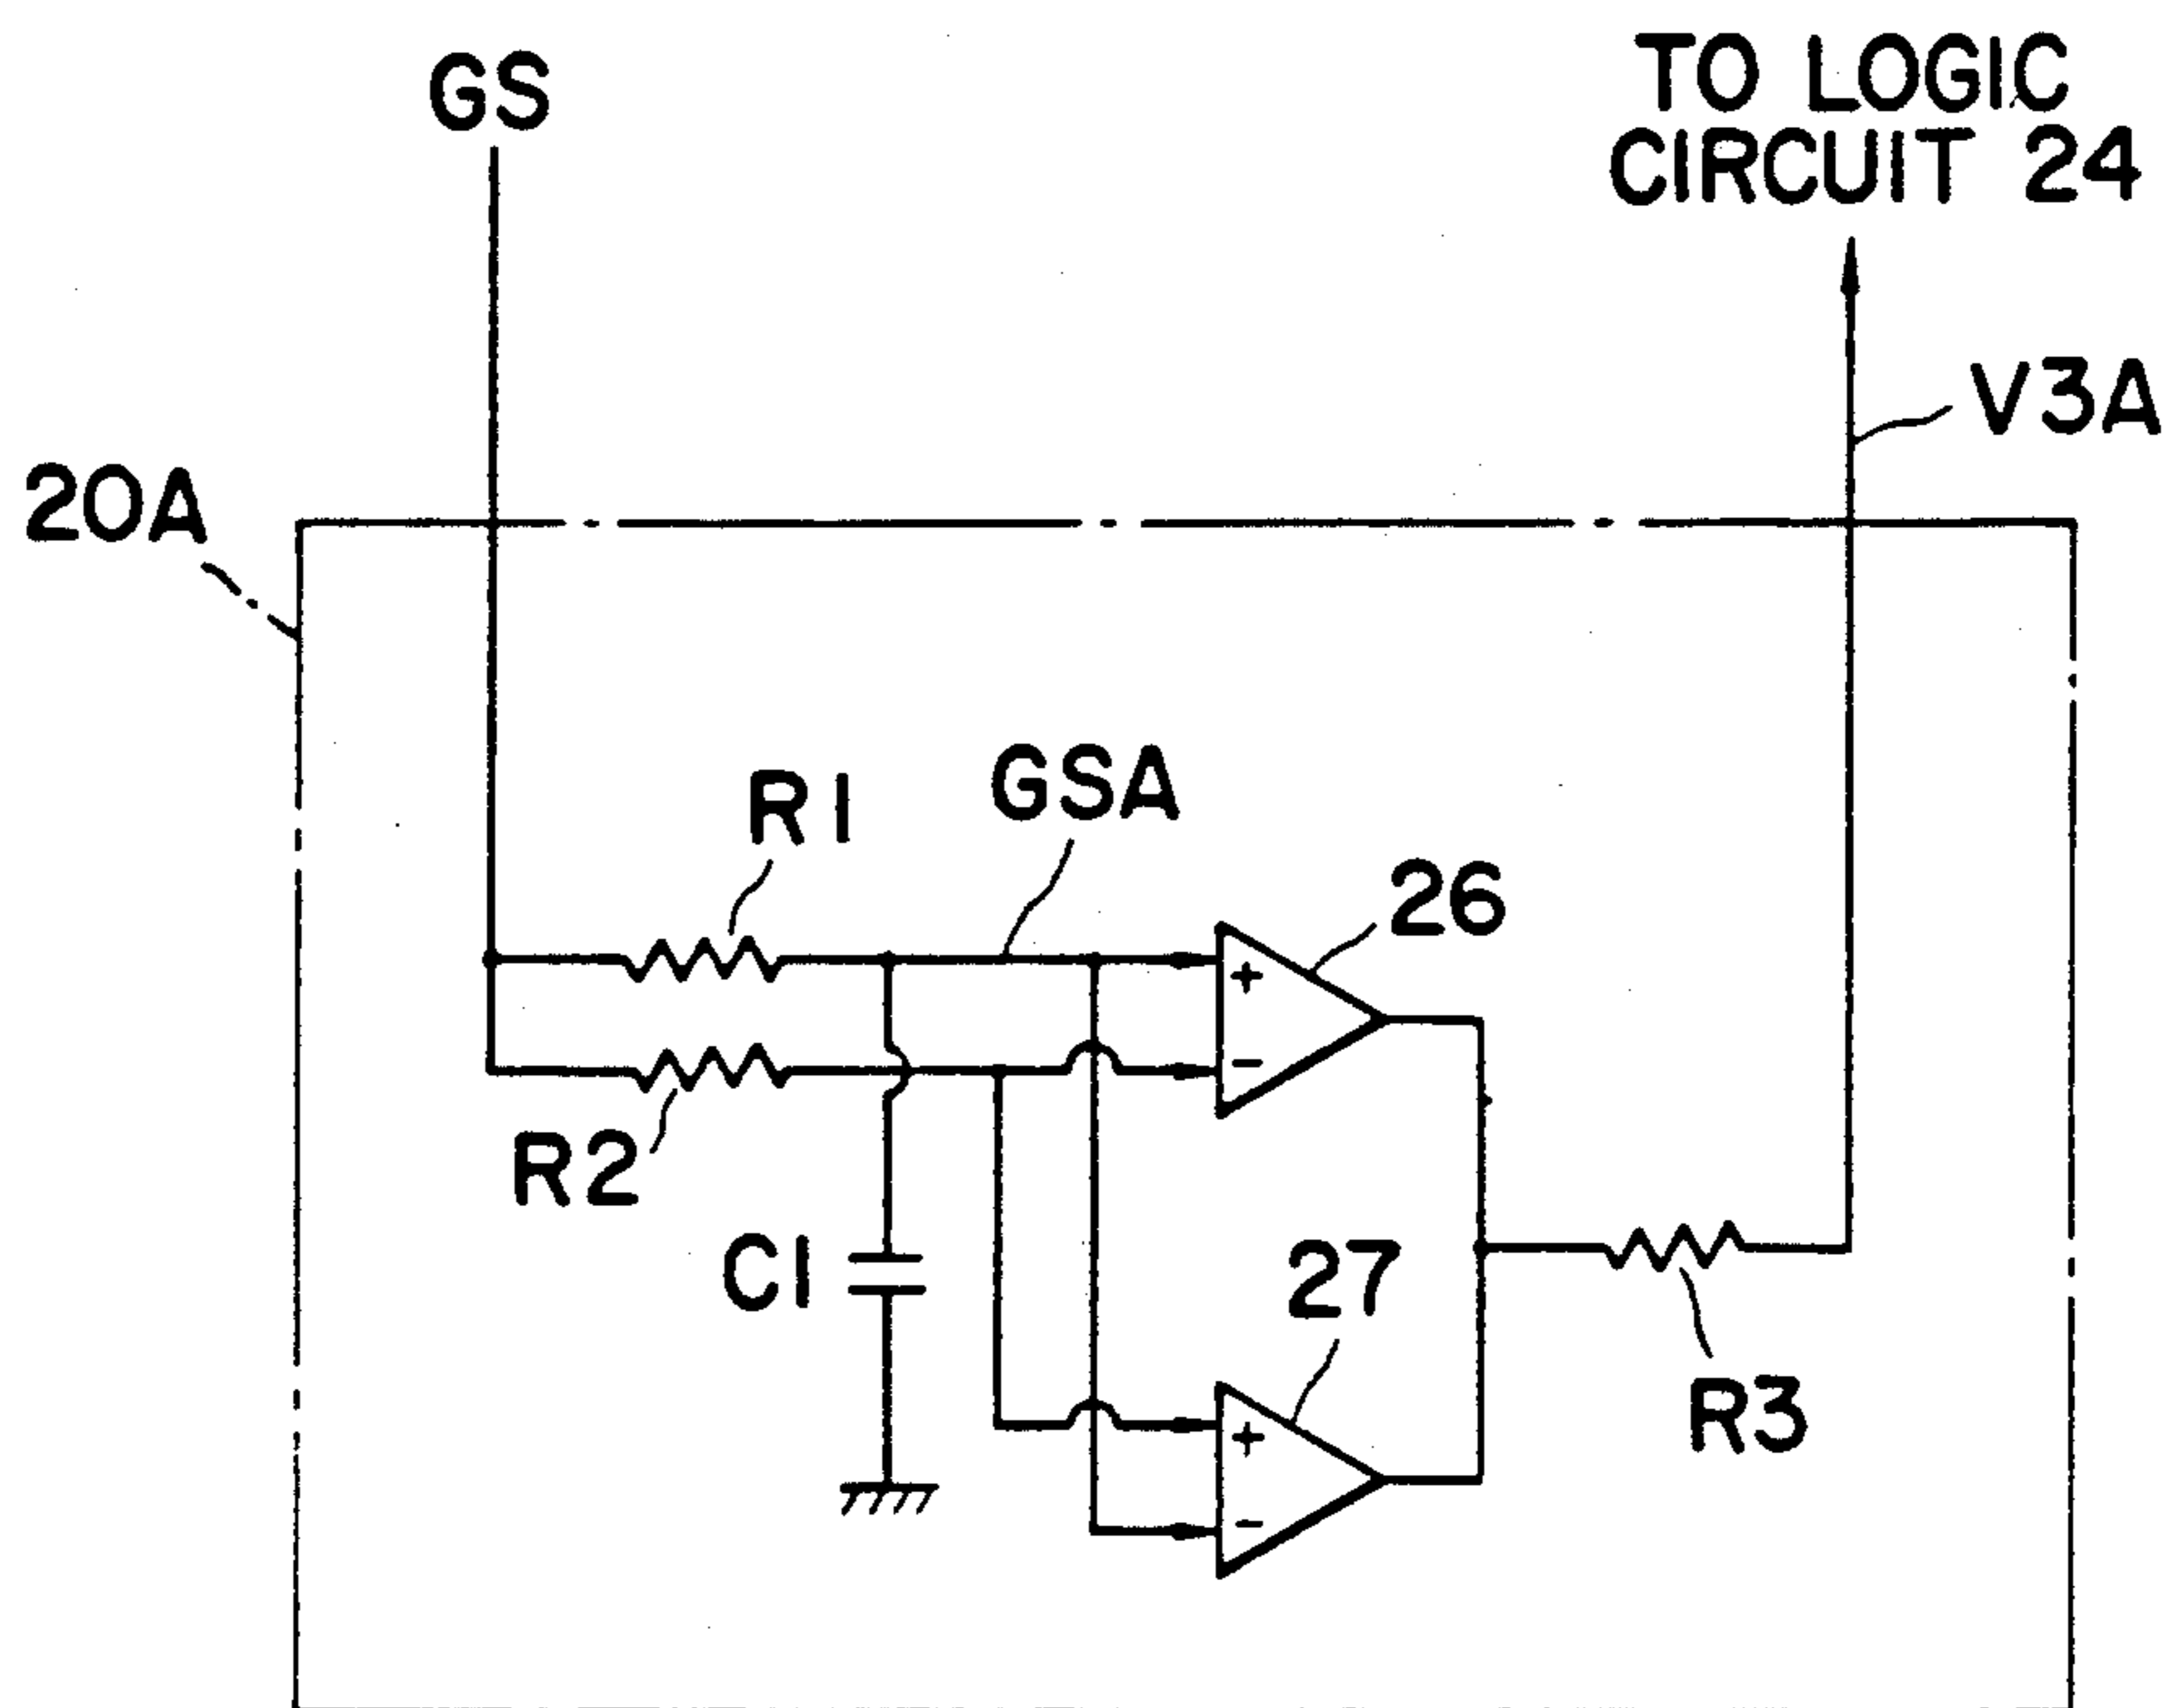 GS
TO LOGIC
CIRCUIT 24
V3A
20A
R1
GSA
26
+
-
R2
C1
27
+
-
R3